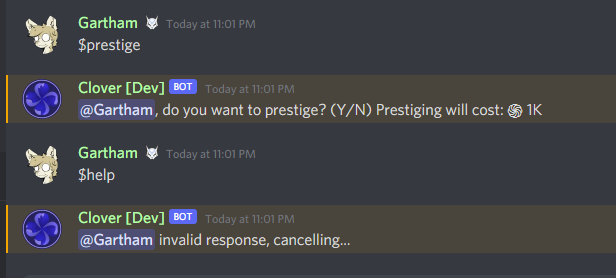 Gartham Today at 11:01 PM
$prestige
Clover [Dev] BOT Today at 11:01 PM
@Gartham, do you want to prestige? (Y/N) Prestiging will cost: 1K
Gartham Today at 11:01 PM
$help
Clover [Dev] BOT Today at 11:01 PM
@Gartham invalid response, cancelling...